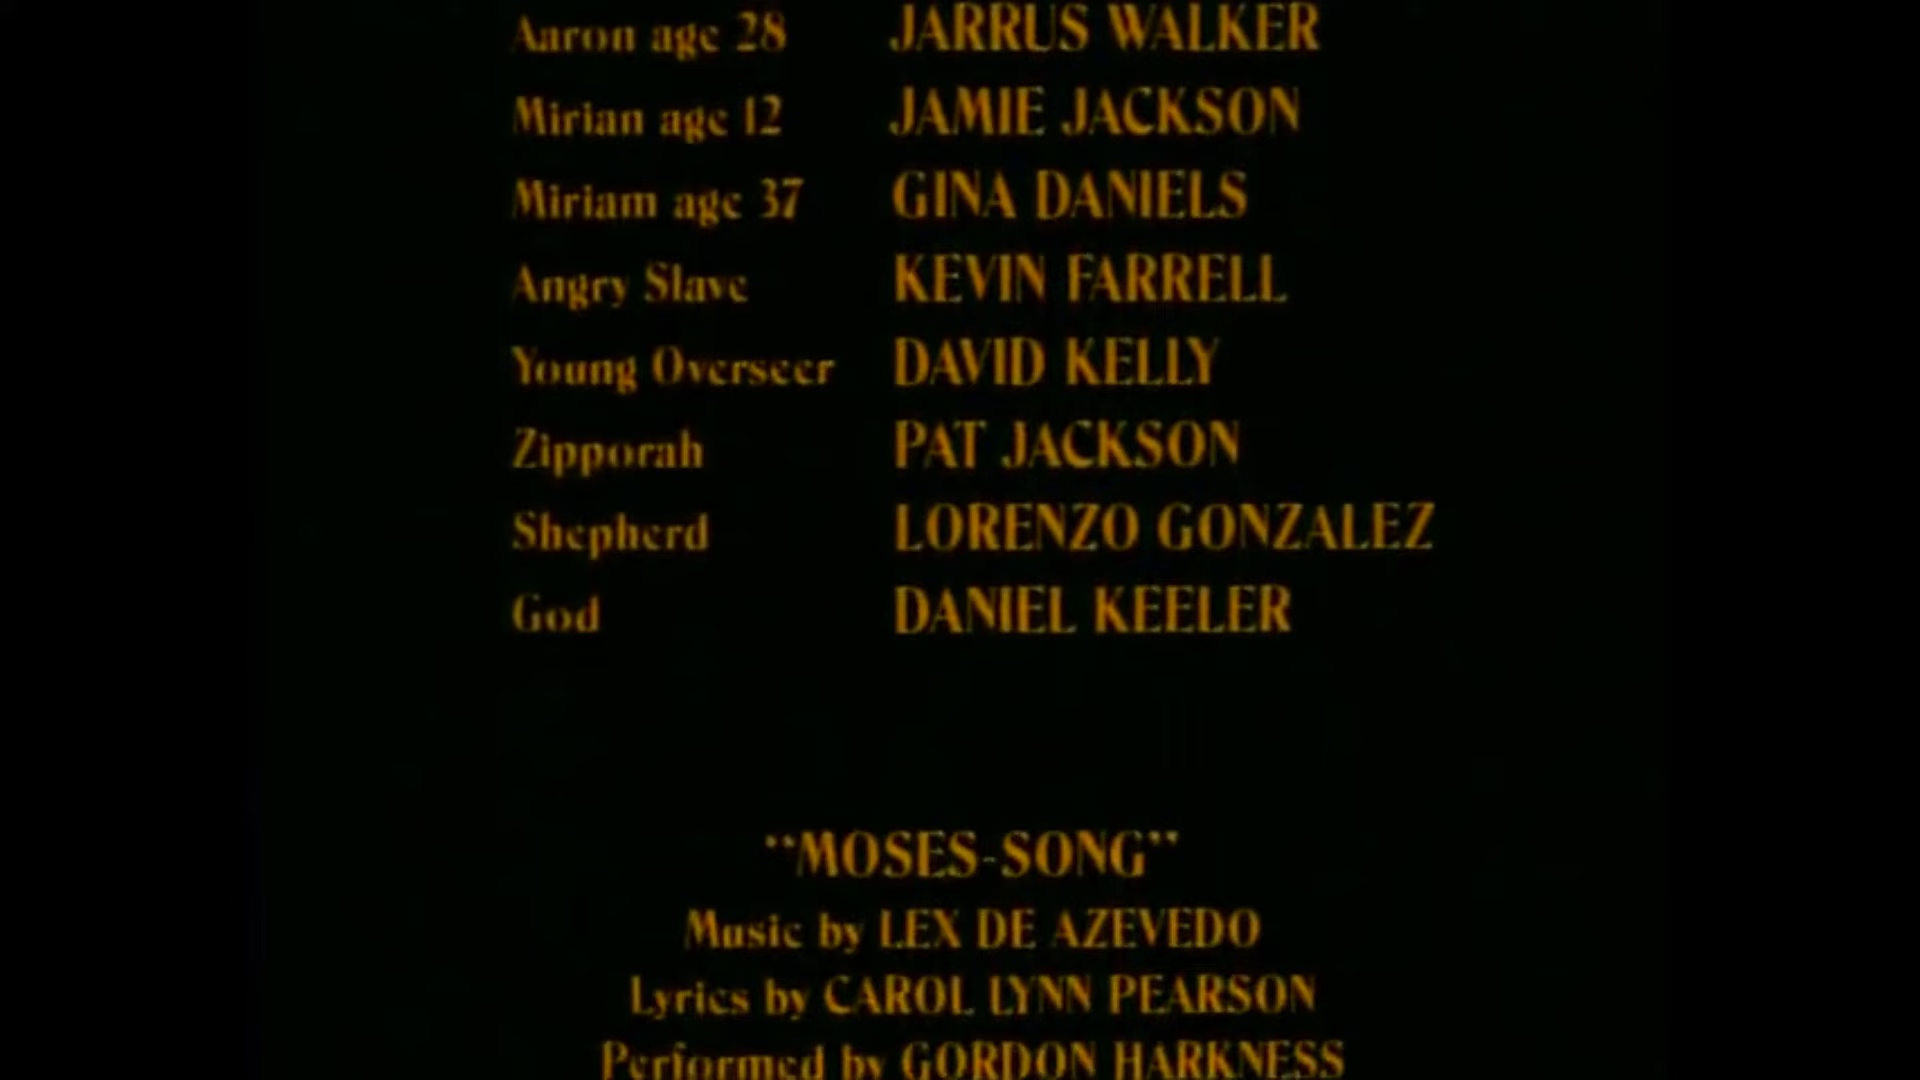 Aaron age 28 JARRUS WALKER
Mirian age 12 JAMIE JACKSON
Miriam age 37 GINA DANIELS
Angry Slave KEVIN FARRELL
Young Overseer DAVID KELLY
Zipporah PAT JACKSON
Shepherd LORENZO GONZALEZ
God DANIEL KEELER
"MOSES-SONG"
Music by LEX DE AZEVEDO
Lyrics by CAROL LYNN PEARSON
Performed by GORDON HARKNESS